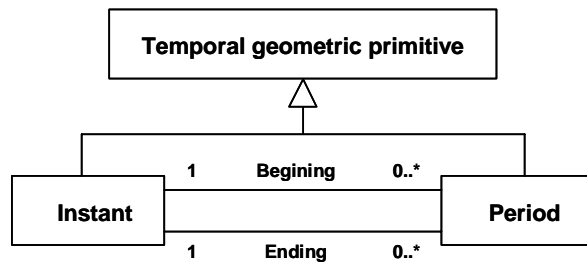 Temporal geometric primitive
1 Begining 0..*
Instant Period
1 Ending 0..*